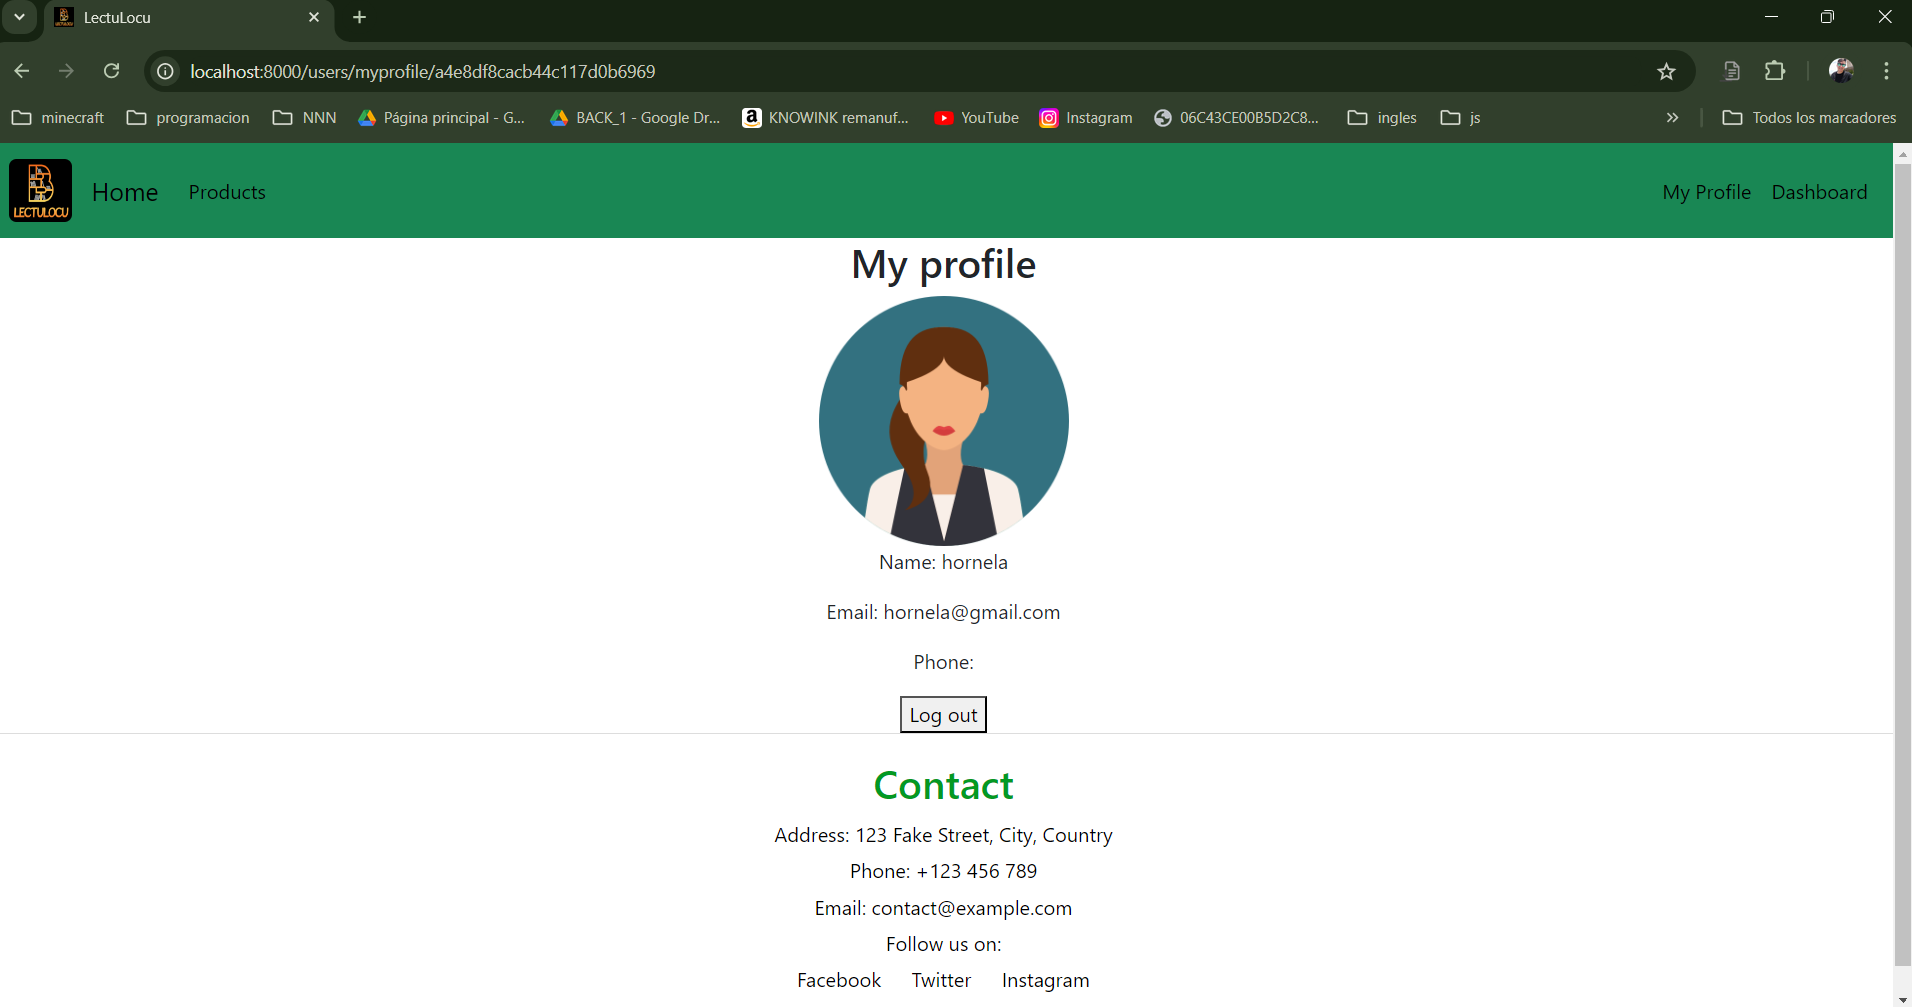 LectuLocu
localhost:8000/users/myprofile/a4e8df8cacb44c117d0b6969
minecraft programacion NNN Página principal - G... BACK_1 - Google Dr... KNOWINK remanuf... YouTube Instagram 06C43CE00B5D2C8... ingles js Todos los marcadores
LECTULOCU Home Products My Profile Dashboard
My profile
Name: hornela
Email: hornela@gmail.com
Phone:
Log out
Contact
Address: 123 Fake Street, City, Country
Phone: +123 456 789
Email: contact@example.com
Follow us on:
Facebook Twitter Instagram